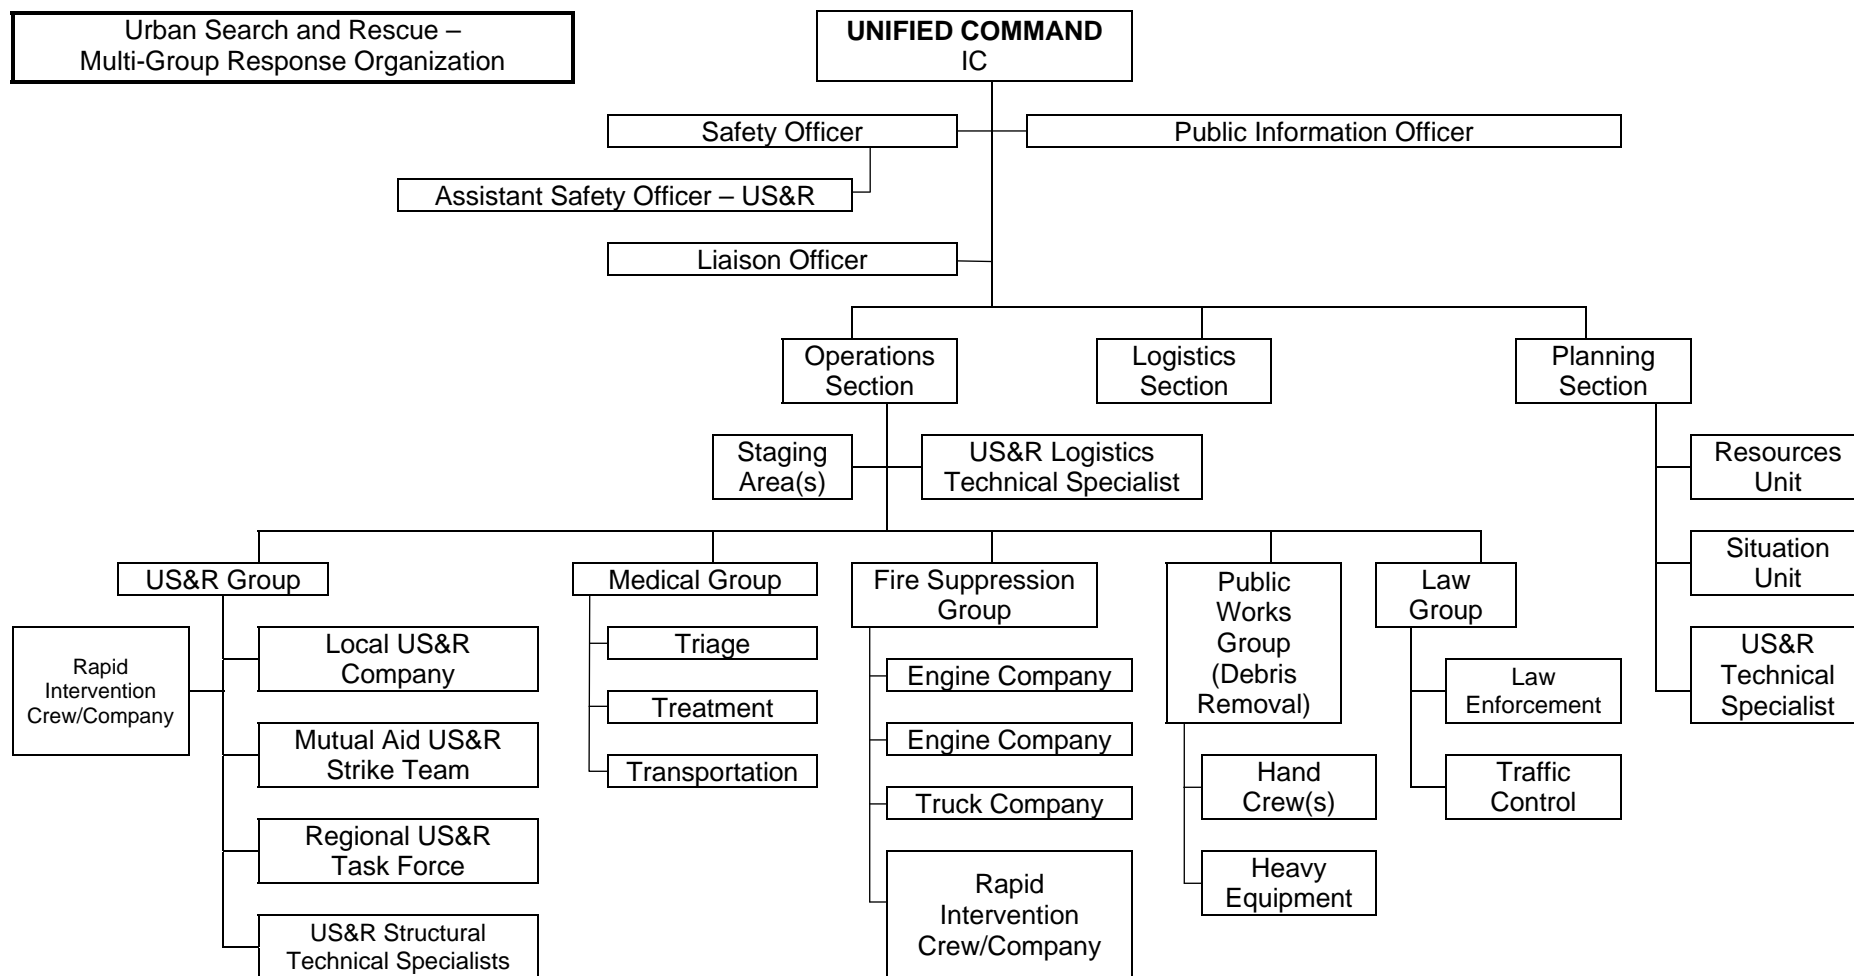 Urban Search and Rescue –
Multi-Group Response Organization
UNIFIED COMMAND
IC
Safety Officer
Public Information Officer
Assistant Safety Officer – US&R
Liaison Officer
Operations
Section
Logistics
Section
Planning
Section
Staging
Area(s)
US&R Logistics
Technical Specialist
Resources
Unit
Situation
Unit
US&R
Technical
Specialist
US&R Group
Rapid
Intervention
Crew/Company
Local US&R
Company
Mutual Aid US&R
Strike Team
Regional US&R
Task Force
US&R Structural
Technical Specialists
Medical Group
Triage
Treatment
Transportation
Fire Suppression
Group
Engine Company
Engine Company
Truck Company
Rapid
Intervention
Crew/Company
Public
Works
Group
(Debris
Removal)
Hand
Crew(s)
Heavy
Equipment
Law
Group
Law
Enforcement
Traffic
Control